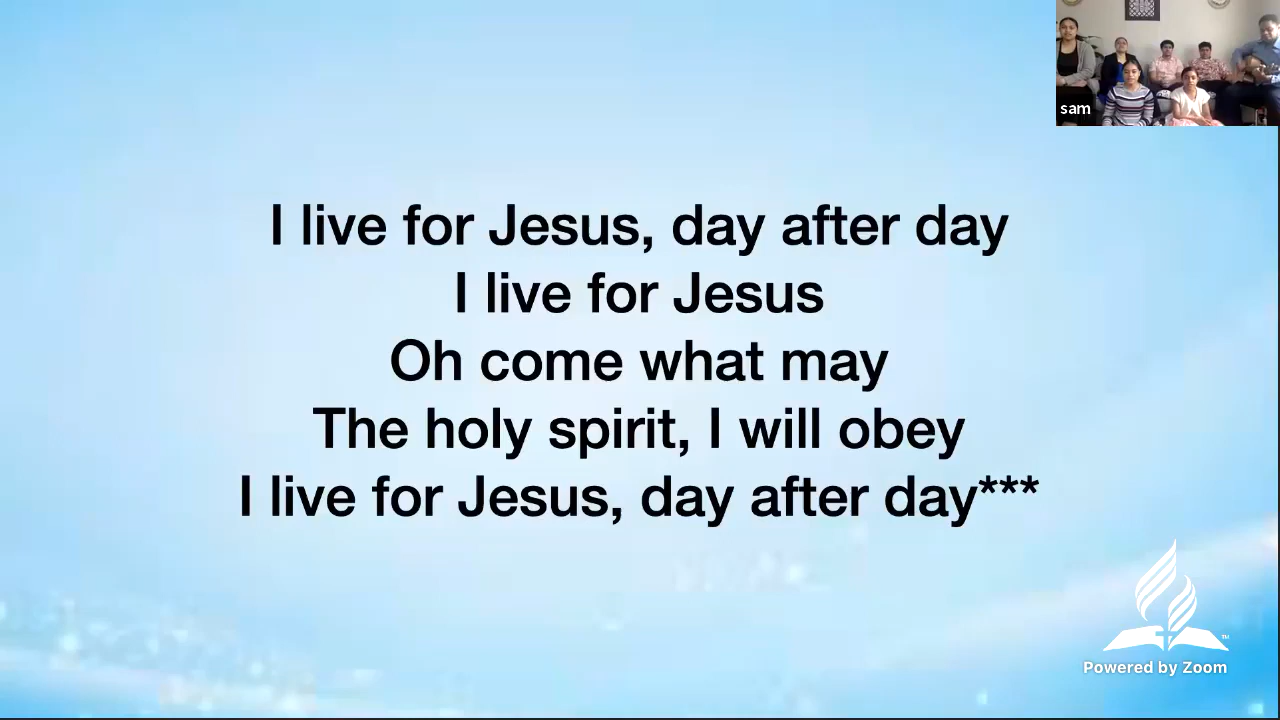 sam
I live for Jesus, day after day
I live for Jesus
Oh come what may
The holy spirit, I will obey
I live for Jesus, day after day***
TM
Powered by Zoom